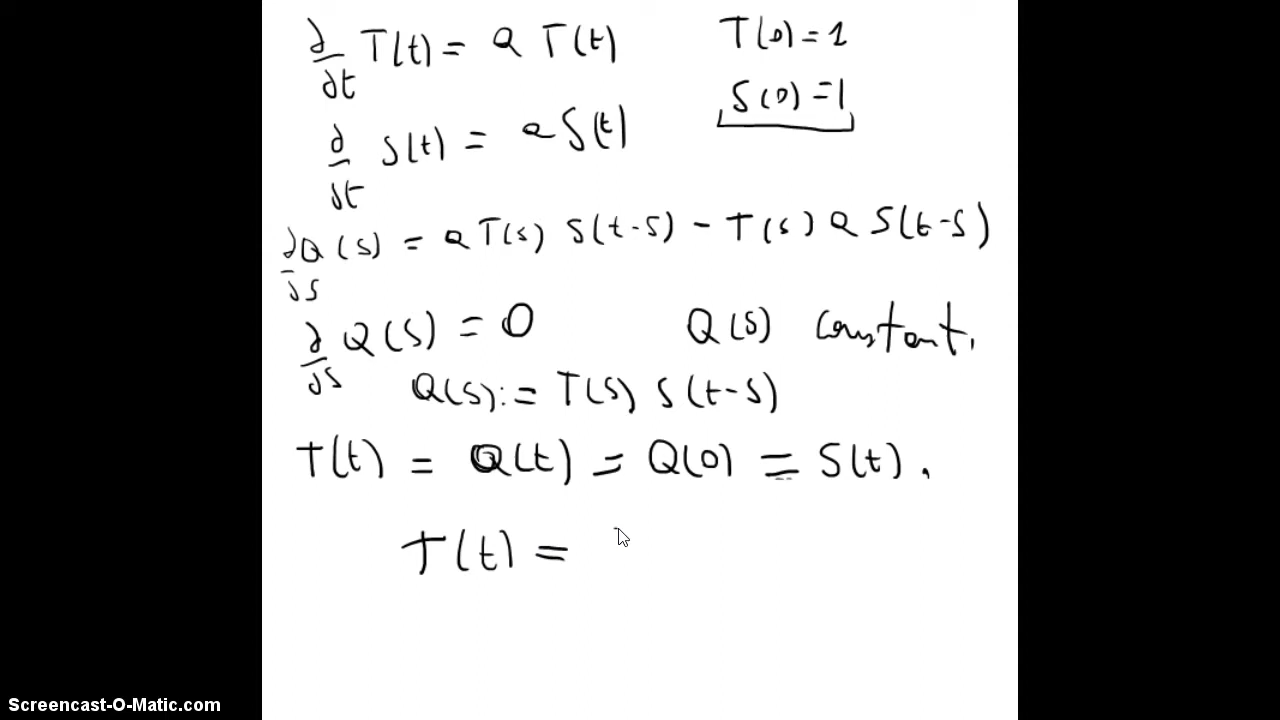 ∂/∂t T(t) = a T(t) T(0) = 1
∂/∂t S(t) = a S(t) S(0) = 1
∂/∂s Q(s) = a T(s) S(t-s) - T(s) a S(t-s)
∂/∂s Q(s) = 0 Q(s) constant.
Q(s) := T(s) S(t-s)
T(t) = Q(t) = Q(0) = S(t).
T(t) =
Screencast-O-Matic.com